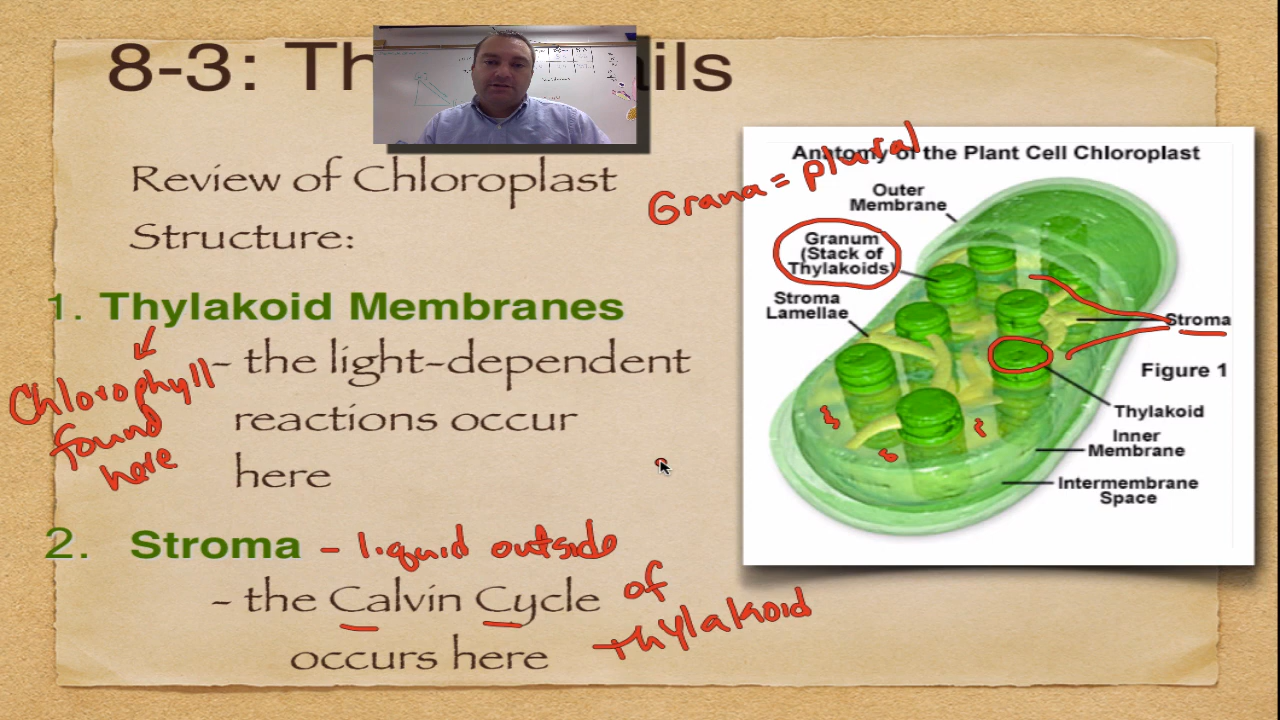 8-3: Th ails
Review of Chloroplast
Structure:
1. Thylakoid Membranes
- the light-dependent
reactions occur
here
Chlorophyll
found
here
2. Stroma - liquid outside
of
thylakoid
- the Calvin Cycle
occurs here
Grana = plural
Anatomy of the Plant Cell Chloroplast
Outer
Membrane
Granum
(Stack of
Thylakoids)
Stroma
Lamellae
Stroma
Figure 1
Thylakoid
Inner
Membrane
Intermembrane
Space